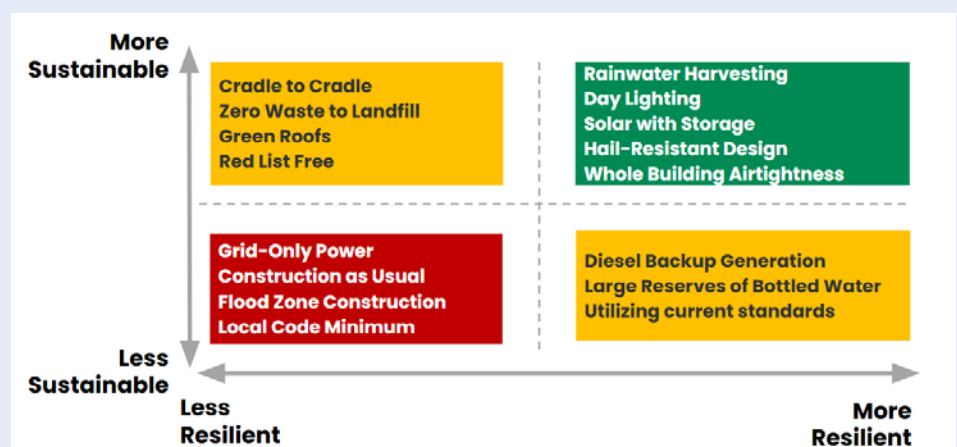 More
Sustainable
Cradle to Cradle
Zero Waste to Landfill
Green Roofs
Red List Free
Rainwater Harvesting
Day Lighting
Solar with Storage
Hail-Resistant Design
Whole Building Airtightness
Grid-Only Power
Construction as Usual
Flood Zone Construction
Local Code Minimum
Diesel Backup Generation
Large Reserves of Bottled Water
Utilizing current standards
Less
Sustainable
Less
Resilient
More
Resilient